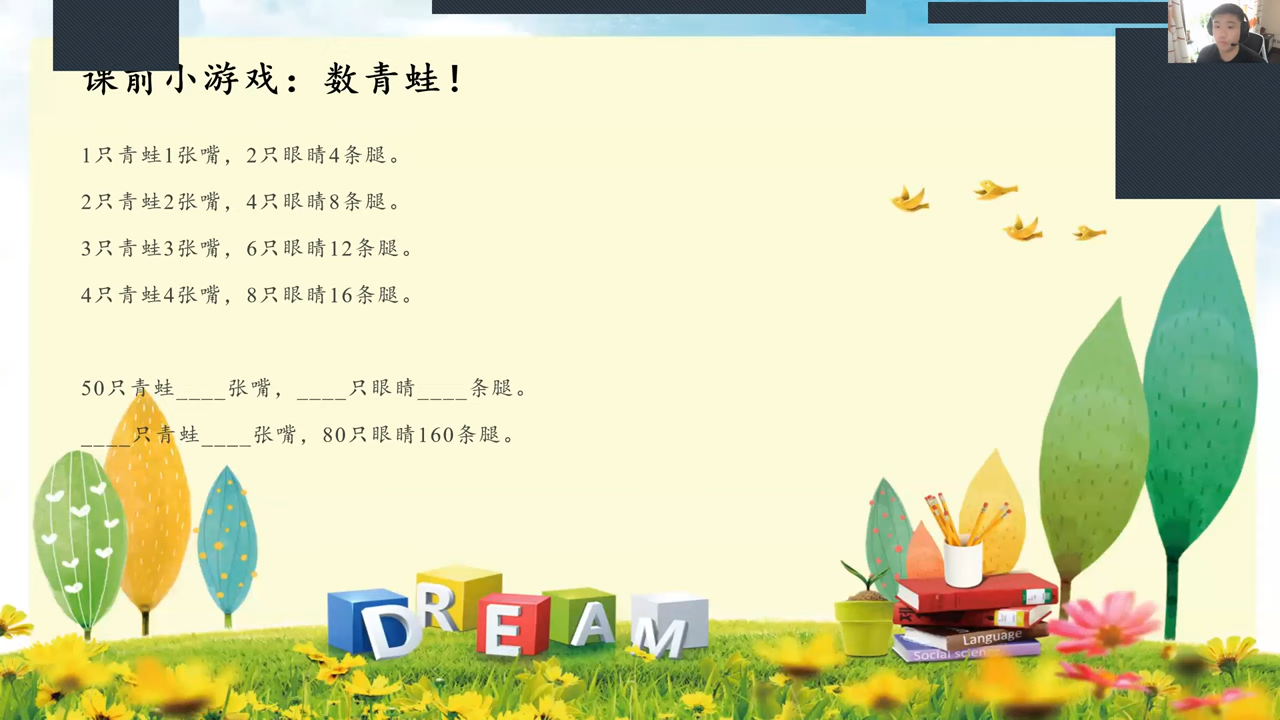 课前小游戏：数青蛙！
1只青蛙1张嘴，2只眼睛4条腿。
2只青蛙2张嘴，4只眼睛8条腿。
3只青蛙3张嘴，6只眼睛12条腿。
4只青蛙4张嘴，8只眼睛16条腿。
50只青蛙____张嘴，____只眼睛____条腿。
____只青蛙____张嘴，80只眼睛160条腿。
DREAM
Language
Social scien